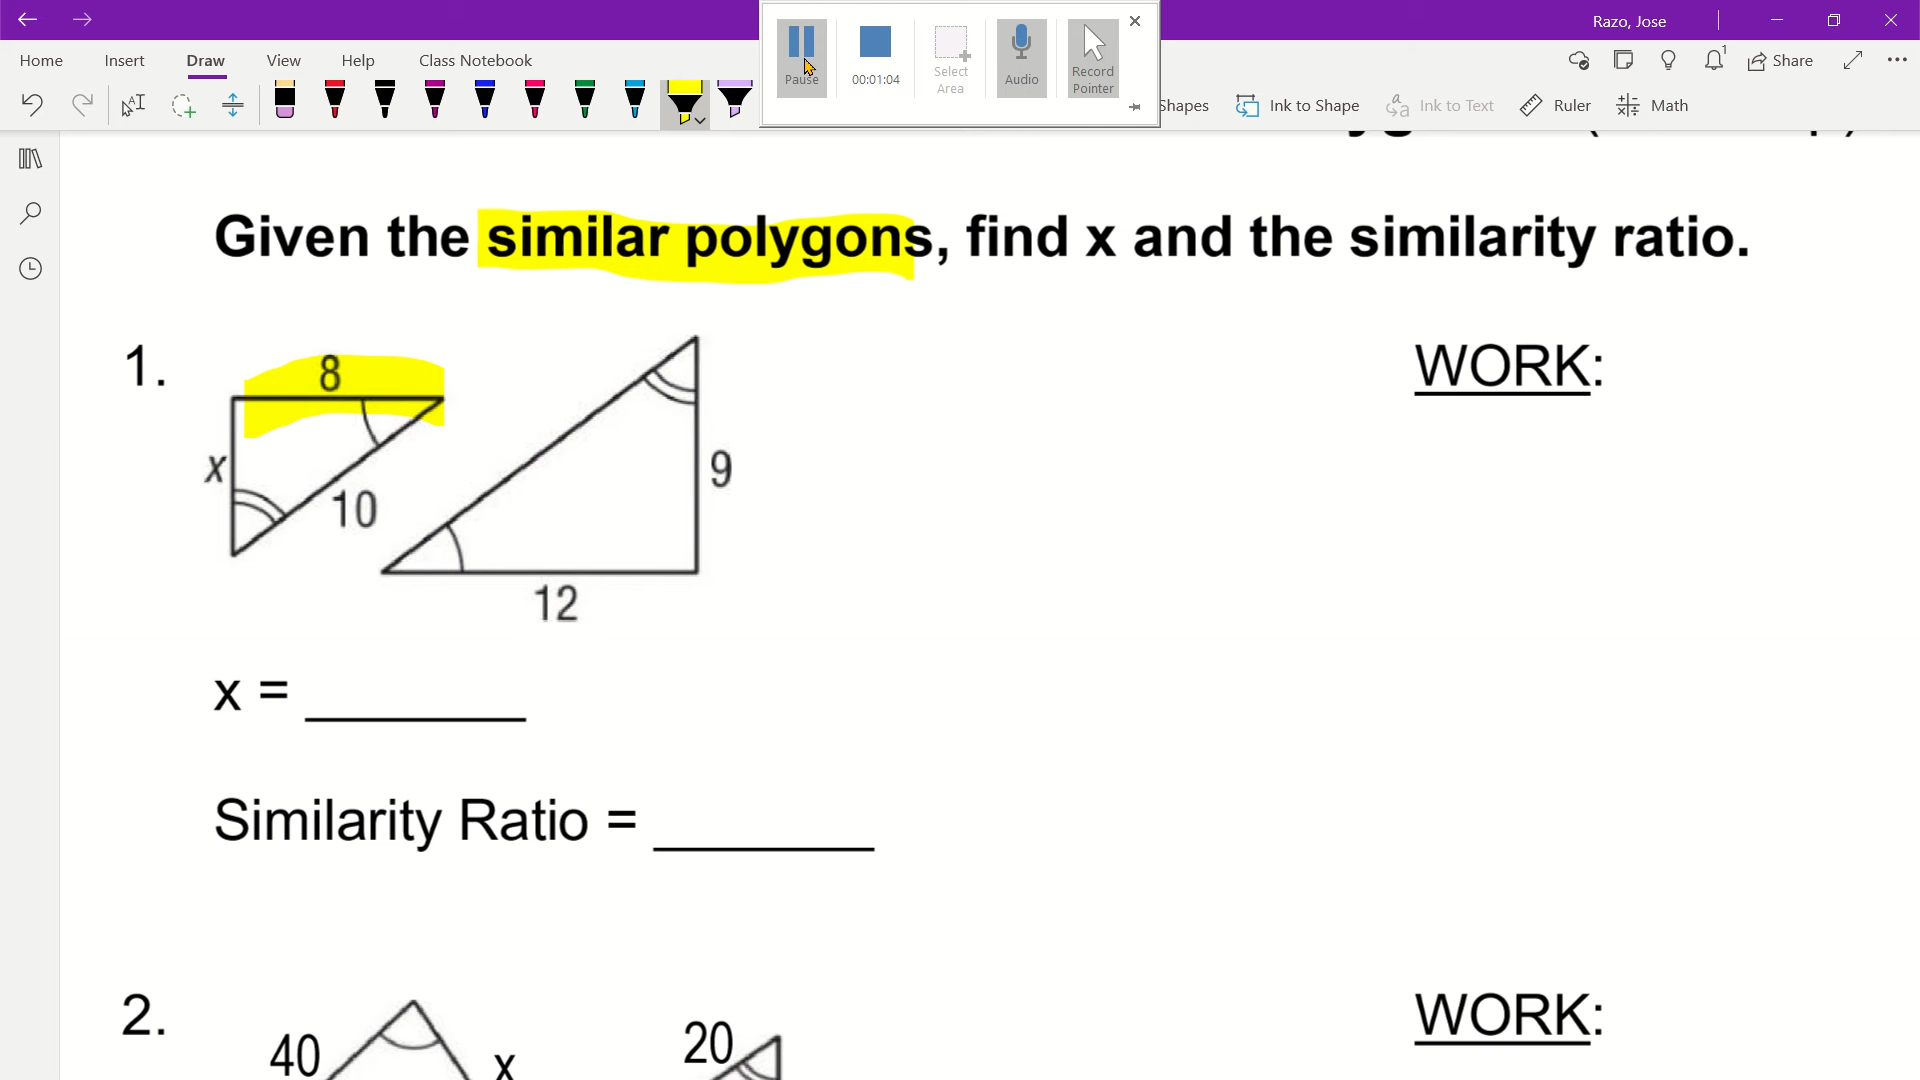 Razo, Jose
Home Insert Draw View Help Class Notebook
Pause
00:01:04
Select Area
Audio
Record Pointer
Share
Shapes Ink to Shape Ink to Text Ruler Math
Given the similar polygons, find x and the similarity ratio.
1.
8
x
10
9
12
WORK:
x = ________
Similarity Ratio = ________
2.
40
x
20
WORK: